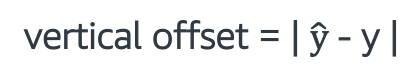 vertical offset = | ŷ - y |